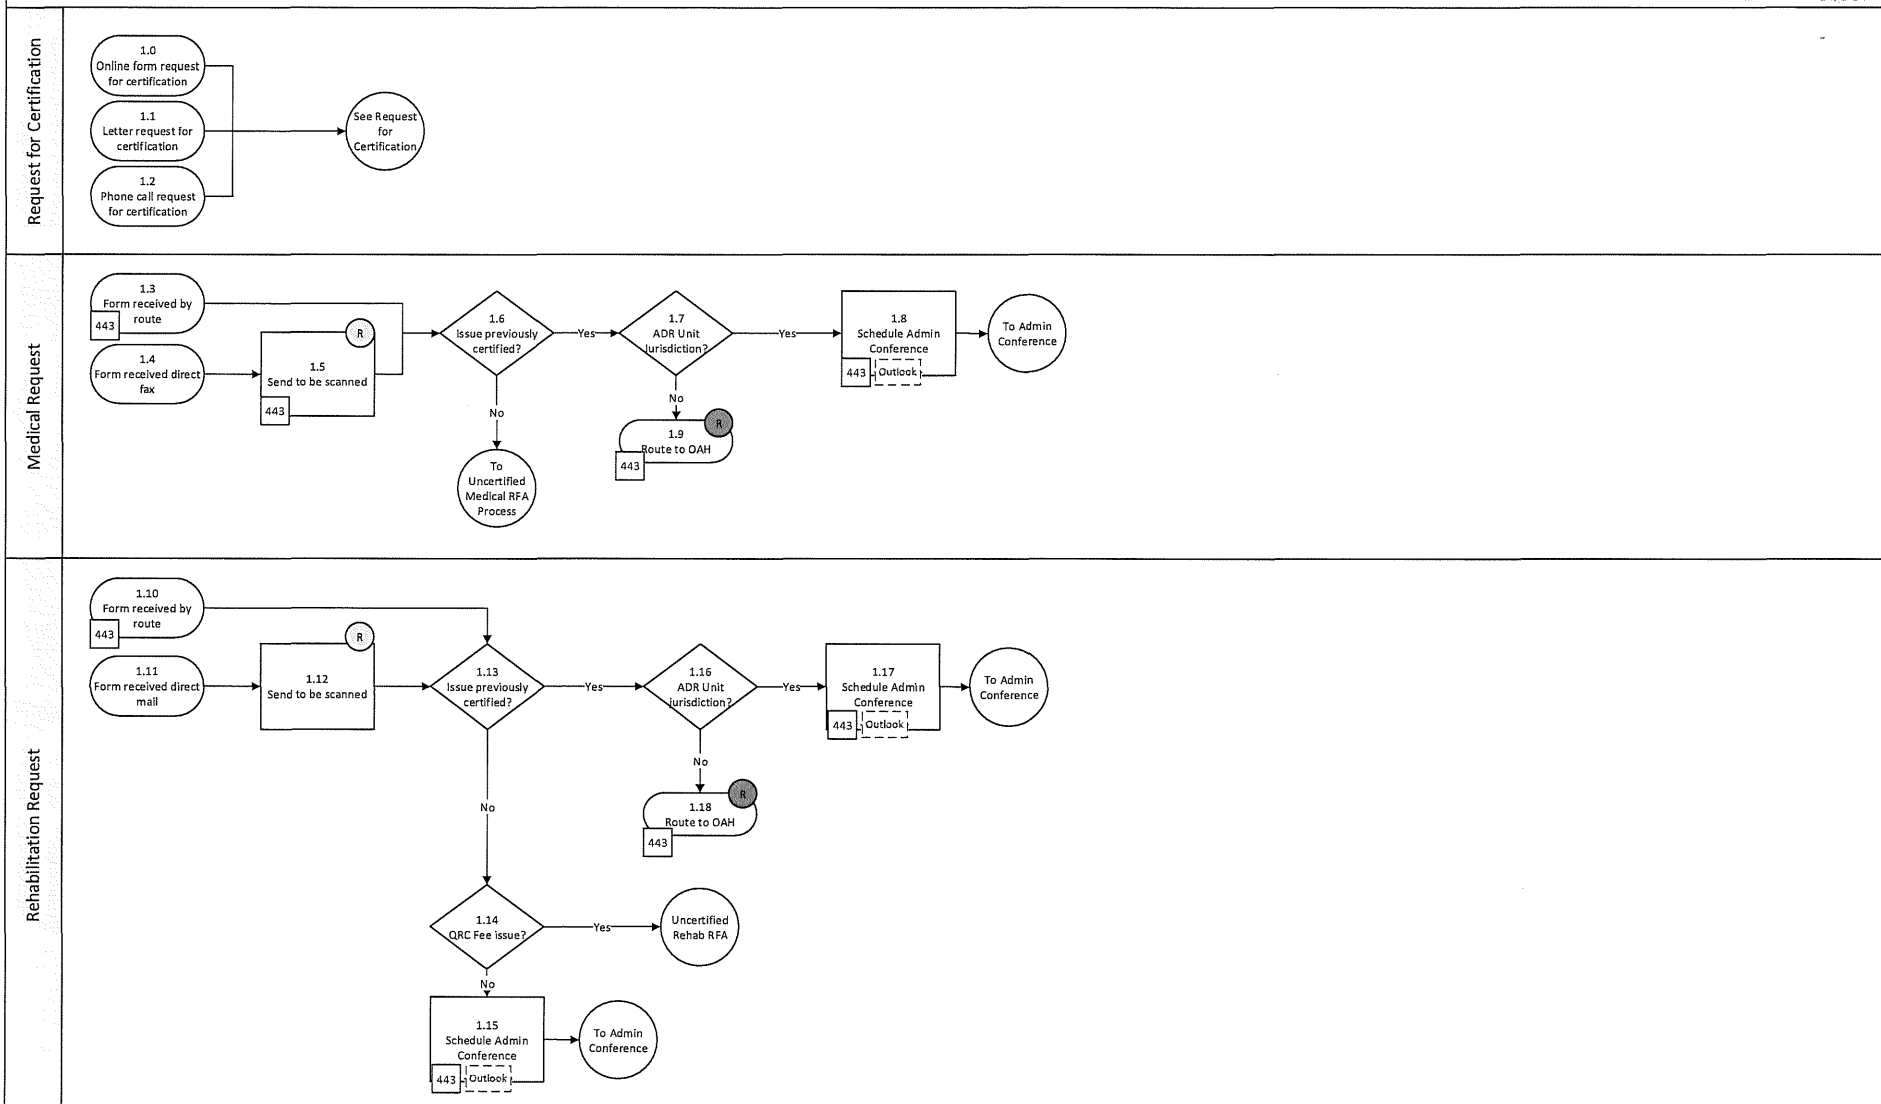 Request for Certification
1.0
Online form request
for certification
1.1
Letter request for
certification
1.2
Phone call request
for certification
See Request
for
Certification
Medical Request
1.3
Form received by
route
443
1.4
Form received direct
fax
R
1.5
Send to be scanned
443
1.6
Issue previously
certified?
Yes
No
To
Uncertified
Medical RFA
Process
1.7
ADR Unit
jurisdiction?
Yes
No
R
1.9
Route to OAH
443
1.8
Schedule Admin
Conference
443
Outlook
To Admin
Conference
Rehabilitation Request
1.10
Form received by
route
443
1.11
Form received direct
mail
R
1.12
Send to be scanned
1.13
Issue previously
certified?
Yes
No
1.16
ADR Unit
jurisdiction?
Yes
No
R
1.18
Route to OAH
443
1.17
Schedule Admin
Conference
443
Outlook
To Admin
Conference
1.14
QRC Fee issue?
Yes
Uncertified
Rehab RFA
No
1.15
Schedule Admin
Conference
443
Outlook
To Admin
Conference